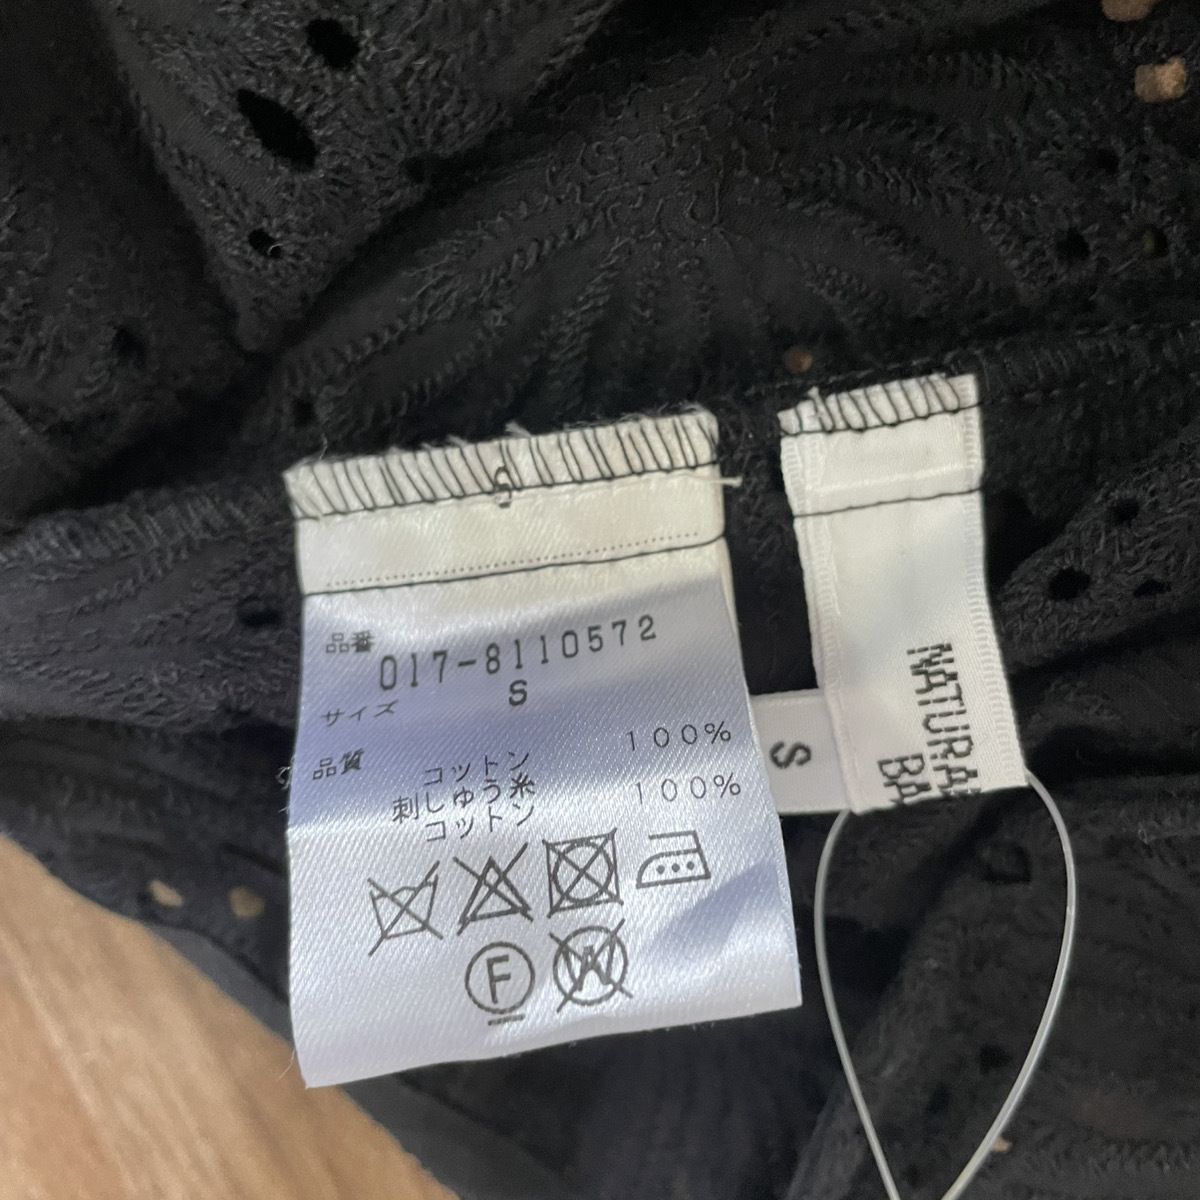 S
品番 017-8110572
サイズ S
品質
コットン 100%
刺しゅう糸
コットン 100%
F
W
S
NATURAL
BA